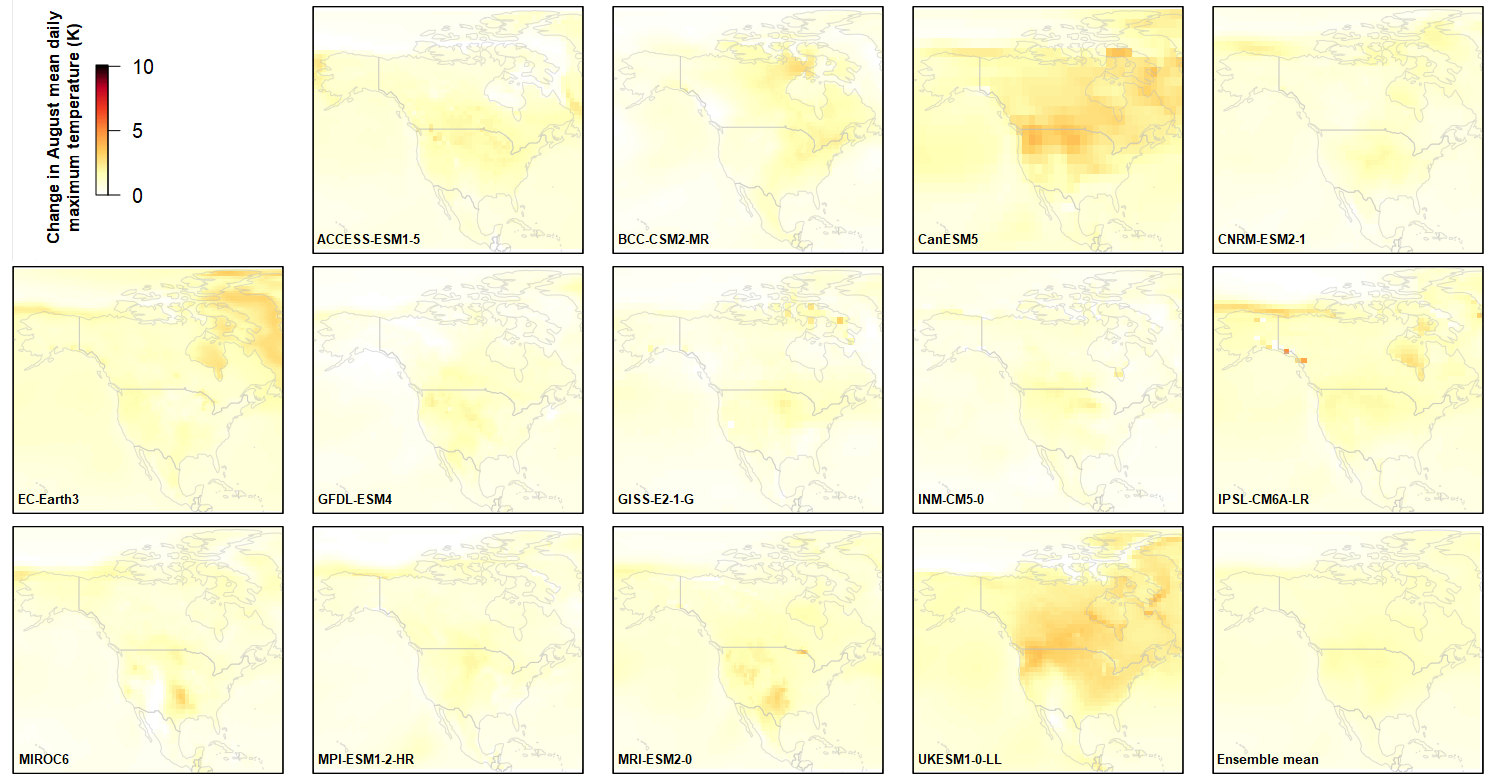 Change in August mean daily
maximum temperature (K)
10
5
0
ACCESS-ESM1-5
BCC-CSM2-MR
CanESM5
CNRM-ESM2-1
EC-Earth3
GFDL-ESM4
GISS-E2-1-G
INM-CM5-0
IPSL-CM6A-LR
MIROC6
MPI-ESM1-2-HR
MRI-ESM2-0
UKESM1-0-LL
Ensemble mean